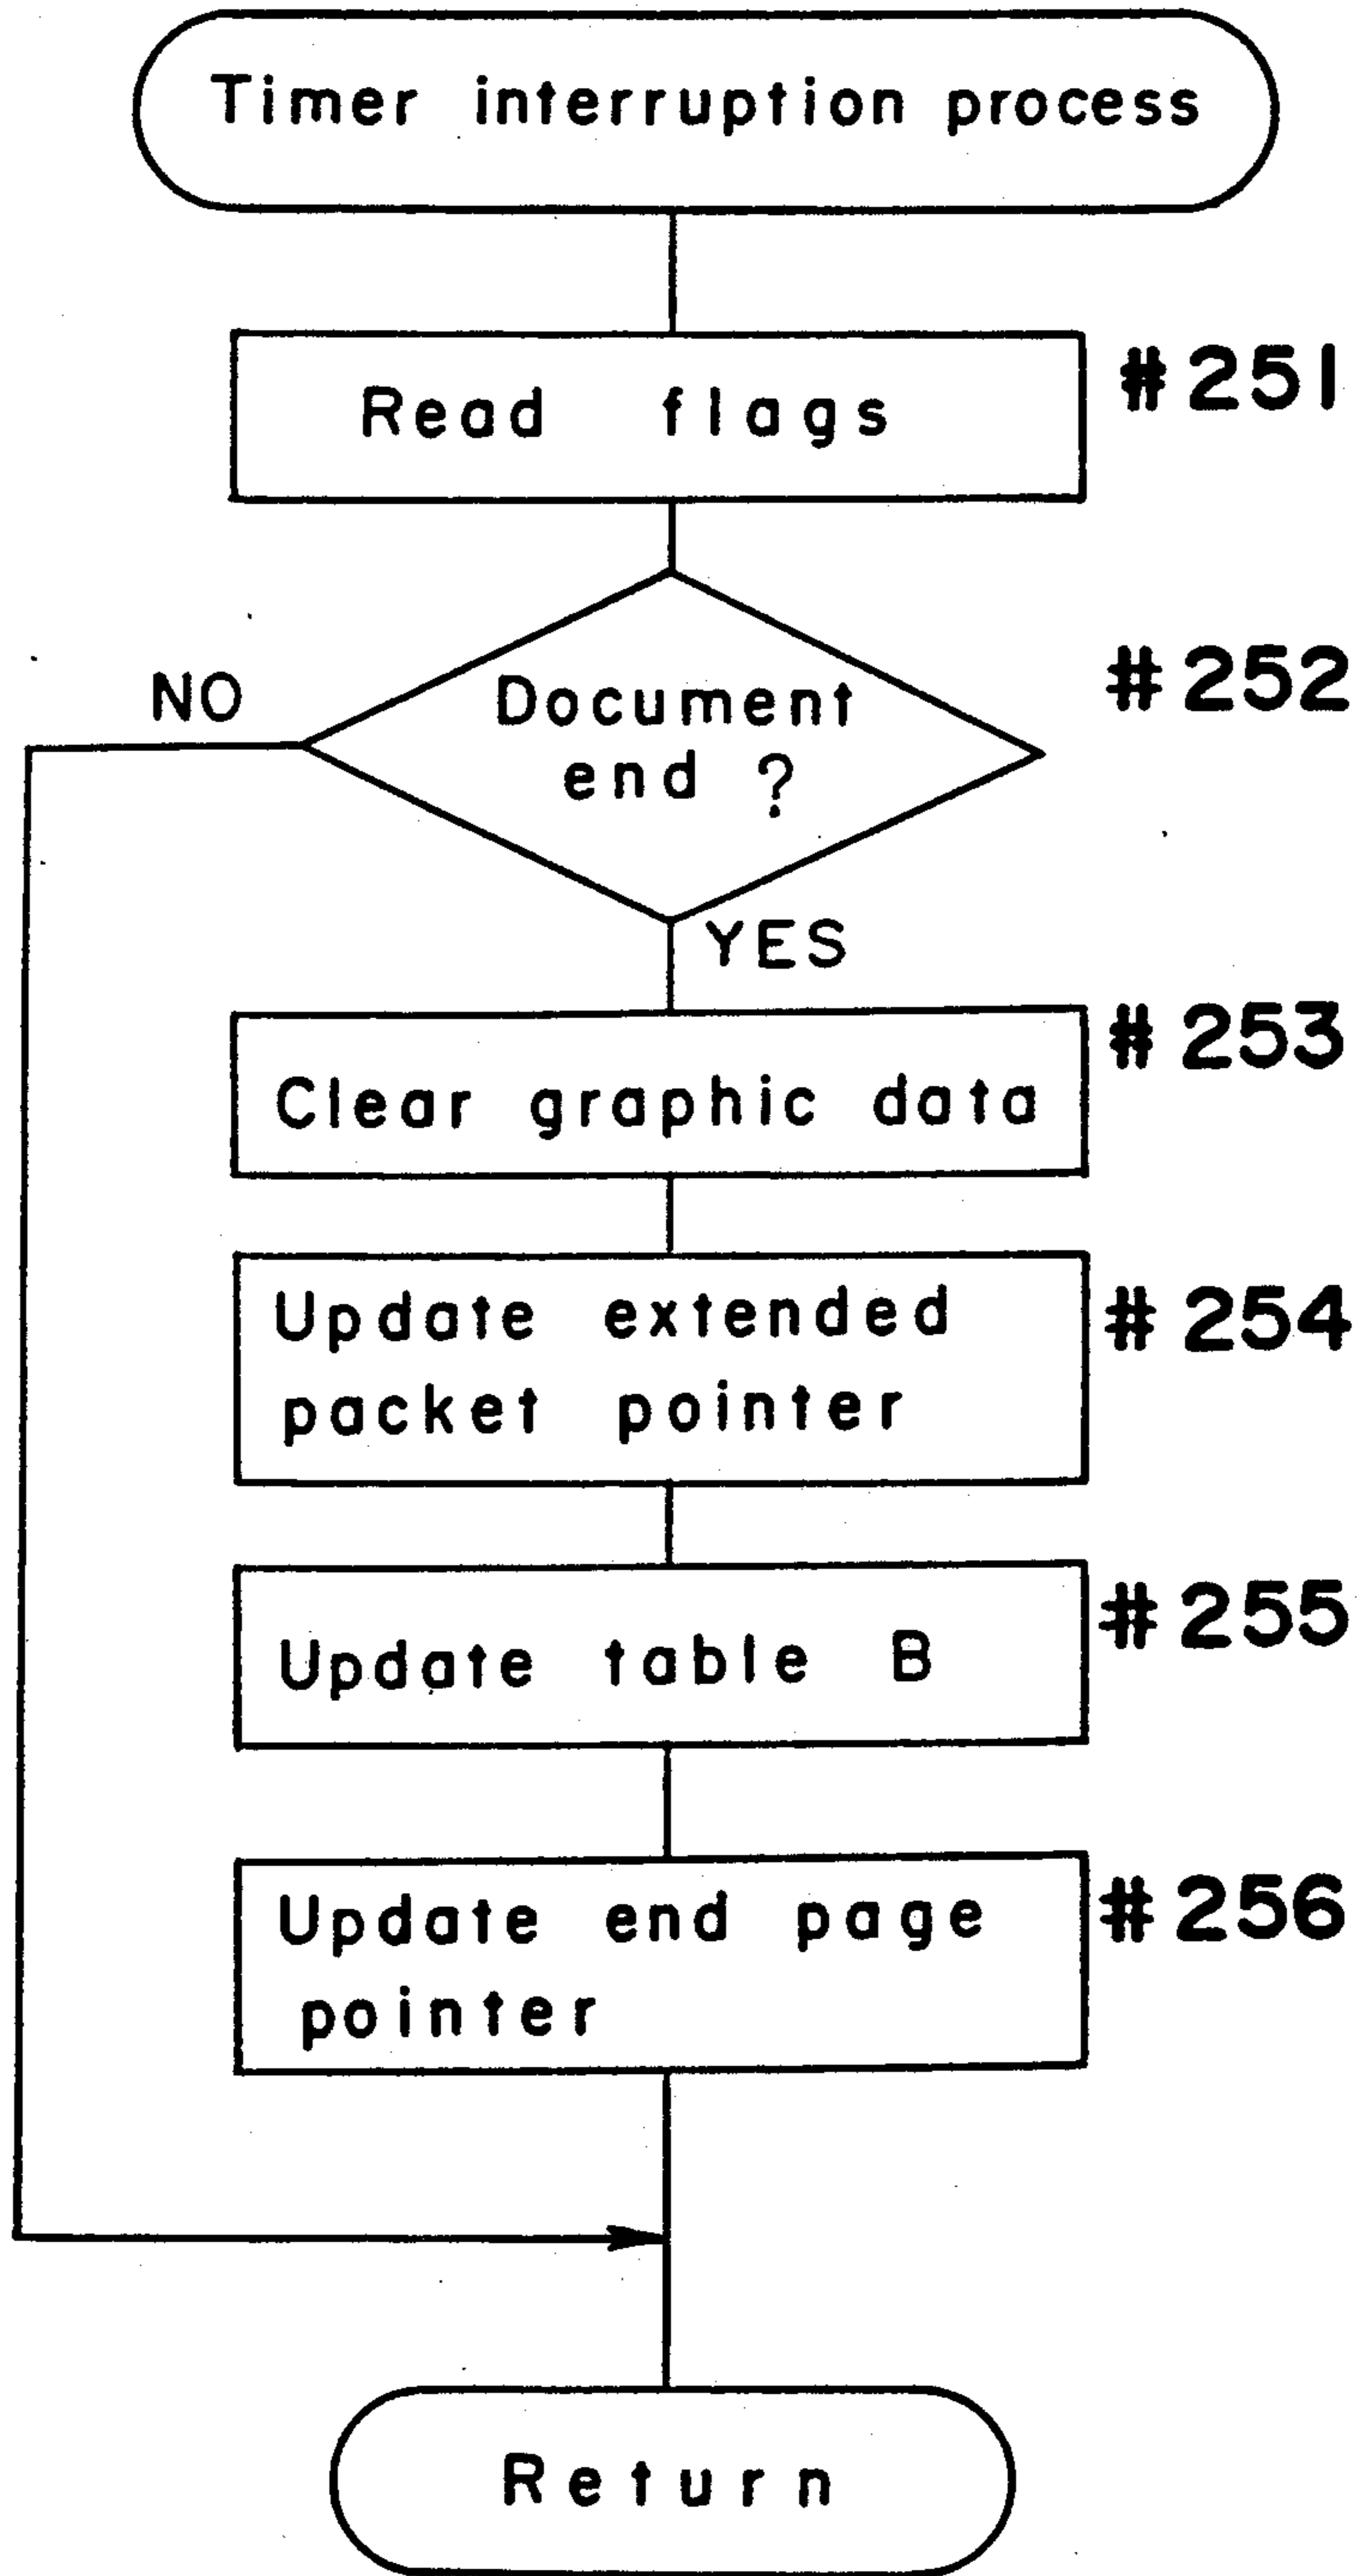 Timer interruption process
Read flags
#251
#252
NO
Document
end ?
YES
#253
Clear graphic data
Update extended
packet pointer
#254
#255
Update table B
Update end page
pointer
#256
Return